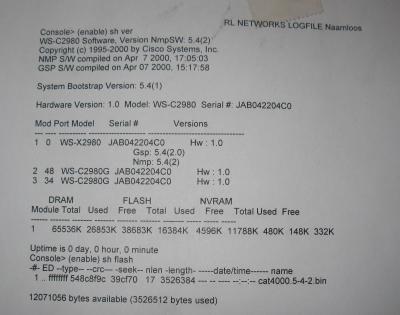 RL NETWORKS LOGFILE Naamloos
Console> (enable) sh ver
WS-C2980 Software, Version NmpSW: 5.4(2)
Copyright (c) 1995-2000 by Cisco Systems, Inc.
NMP S/W compiled on Apr 7 2000, 17:05:03
GSP S/W compiled on Apr 07 2000, 15:17:58
System Bootstrap Version: 5.4(1)
Hardware Version: 1.0 Model: WS-C2980 Serial #: JAB042204C0
Mod Port Model Serial # Versions
--- ---- ---------- -------------------- --------------------------------
1 0 WS-X2980 JAB042204C0 Hw : 1.0
Gsp: 5.4(2.0)
Nmp: 5.4(2)
2 48 WS-C2980G JAB042204C0 Hw : 1.0
3 34 WS-C2980G JAB042204C0 Hw : 1.0
DRAM FLASH NVRAM
Module Total Used Free Total Used Free Total Used Free
------ ------- ------- ------- ------- ------- ------- ----- ----- -----
1 65536K 26853K 38683K 16384K 4596K 11788K 480K 148K 332K
Uptime is 0 day, 0 hour, 0 minute
Console> (enable) sh flash
-#- ED --type-- --crc--- -seek-- nlen -length- -----date/time------ name
1 .. ffffffff 548c8f9c 39cf70 17 3526384 --- -- ---- --:--:-- cat4000.5-4-2.bin
12071056 bytes available (3526512 bytes used)